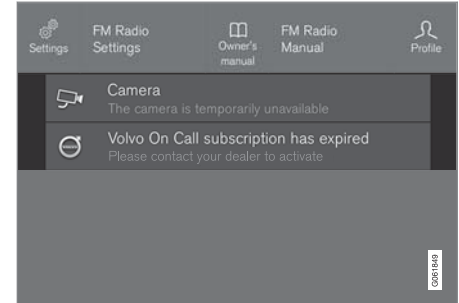 Settings
FM Radio
Settings
Owner's
manual
FM Radio
Manual
Profile
Camera
The camera is temporarily unavailable
Volvo On Call subscription has expired
Please contact your dealer to activate
G061849